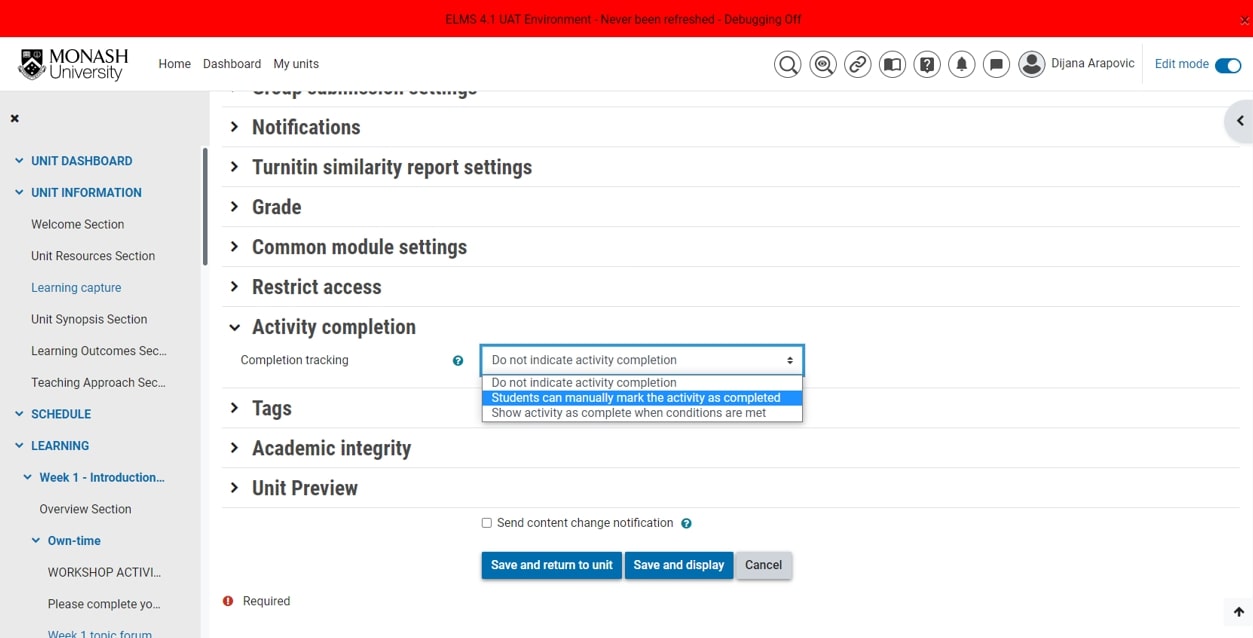 ELMS 4.1 UAT Environment - Never been refreshed - Debugging Off
MONASH
University
Home Dashboard My units
Dijana Arapovic
Edit mode
UNIT DASHBOARD
UNIT INFORMATION
Welcome Section
Unit Resources Section
Learning capture
Unit Synopsis Section
Learning Outcomes Sec...
Teaching Approach Sec...
SCHEDULE
LEARNING
Week 1 - Introduction...
Overview Section
Own-time
WORKSHOP ACTIVI...
Please complete yo...
Week 1 topic forum
Group submission settings
Notifications
Turnitin similarity report settings
Grade
Common module settings
Restrict access
Activity completion
Completion tracking
Do not indicate activity completion
Do not indicate activity completion
Students can manually mark the activity as completed
Show activity as complete when conditions are met
Tags
Academic integrity
Unit Preview
Send content change notification
Save and return to unit Save and display Cancel
Required